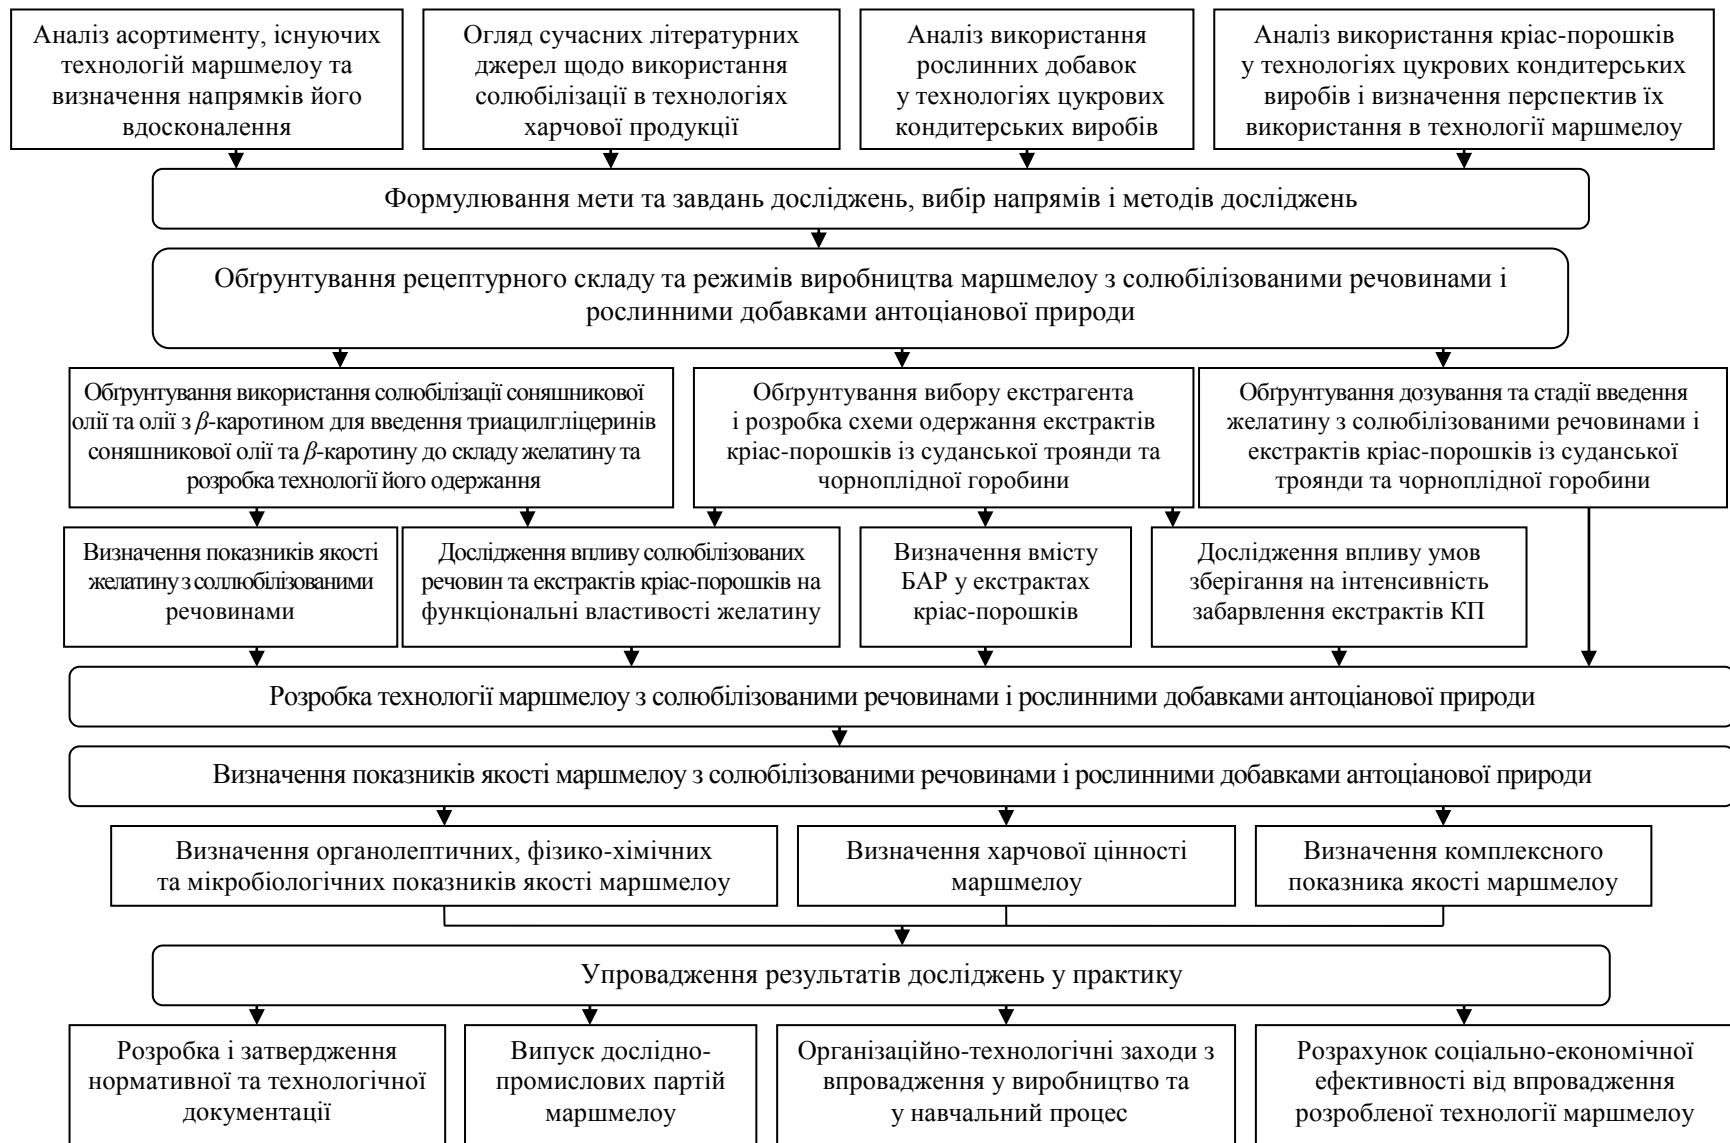 Аналіз асортименту, існуючих
технологій маршмелоу та
визначення напрямків його
вдосконалення
Огляд сучасних літературних
джерел щодо використання
солюбілізації в технологіях
харчової продукції
Аналіз використання
рослинних добавок
у технологіях цукрових
кондитерських виробів
Аналіз використання кріас-порошків
у технологіях цукрових кондитерських
виробів і визначення перспектив їх
використання в технології маршмелоу
Формулювання мети та завдань досліджень, вибір напрямів і методів досліджень
Обґрунтування рецептурного складу та режимів виробництва маршмелоу з солюбілізованими речовинами і
рослинними добавками антоціанової природи
Обґрунтування використання солюбілізації соняшникової
олії та олії з β-каротином для введення триацилгліцеринів
соняшникової олії та β-каротину до складу желатину та
розробка технології його одержання
Обґрунтування вибору екстрагента
і розробка схеми одержання екстрактів
кріас-порошків із суданської троянди та
чорноплідної горобини
Обґрунтування дозування та стадії введення
желатину з солюбілізованими речовинами і
екстрактів кріас-порошків із суданської
троянди та чорноплідної горобини
Визначення показників якості
желатину з соллюбілізованими
речовинами
Дослідження впливу солюбілізованих
речовин та екстрактів кріас-порошків на
функціональні властивості желатину
Визначення вмісту
БАР у екстрактах
кріас-порошків
Дослідження впливу умов
зберігання на інтенсивність
забарвлення екстрактів КП
Розробка технології маршмелоу з солюбілізованими речовинами і рослинними добавками антоціанової природи
Визначення показників якості маршмелоу з солюбілізованими речовинами і рослинними добавками антоціанової природи
Визначення органолептичних, фізико-хімічних
та мікробіологічних показників якості маршмелоу
Визначення харчової цінності
маршмелоу
Визначення комплексного
показника якості маршмелоу
Упровадження результатів досліджень у практику
Розробка і затвердження
нормативної та технологічної
документації
Випуск дослідно-
промислових партій
маршмелоу
Організаційно-технологічні заходи з
впровадження у виробництво та
у навчальний процес
Розрахунок соціально-економічної
ефективності від впровадження
розробленої технології маршмелоу